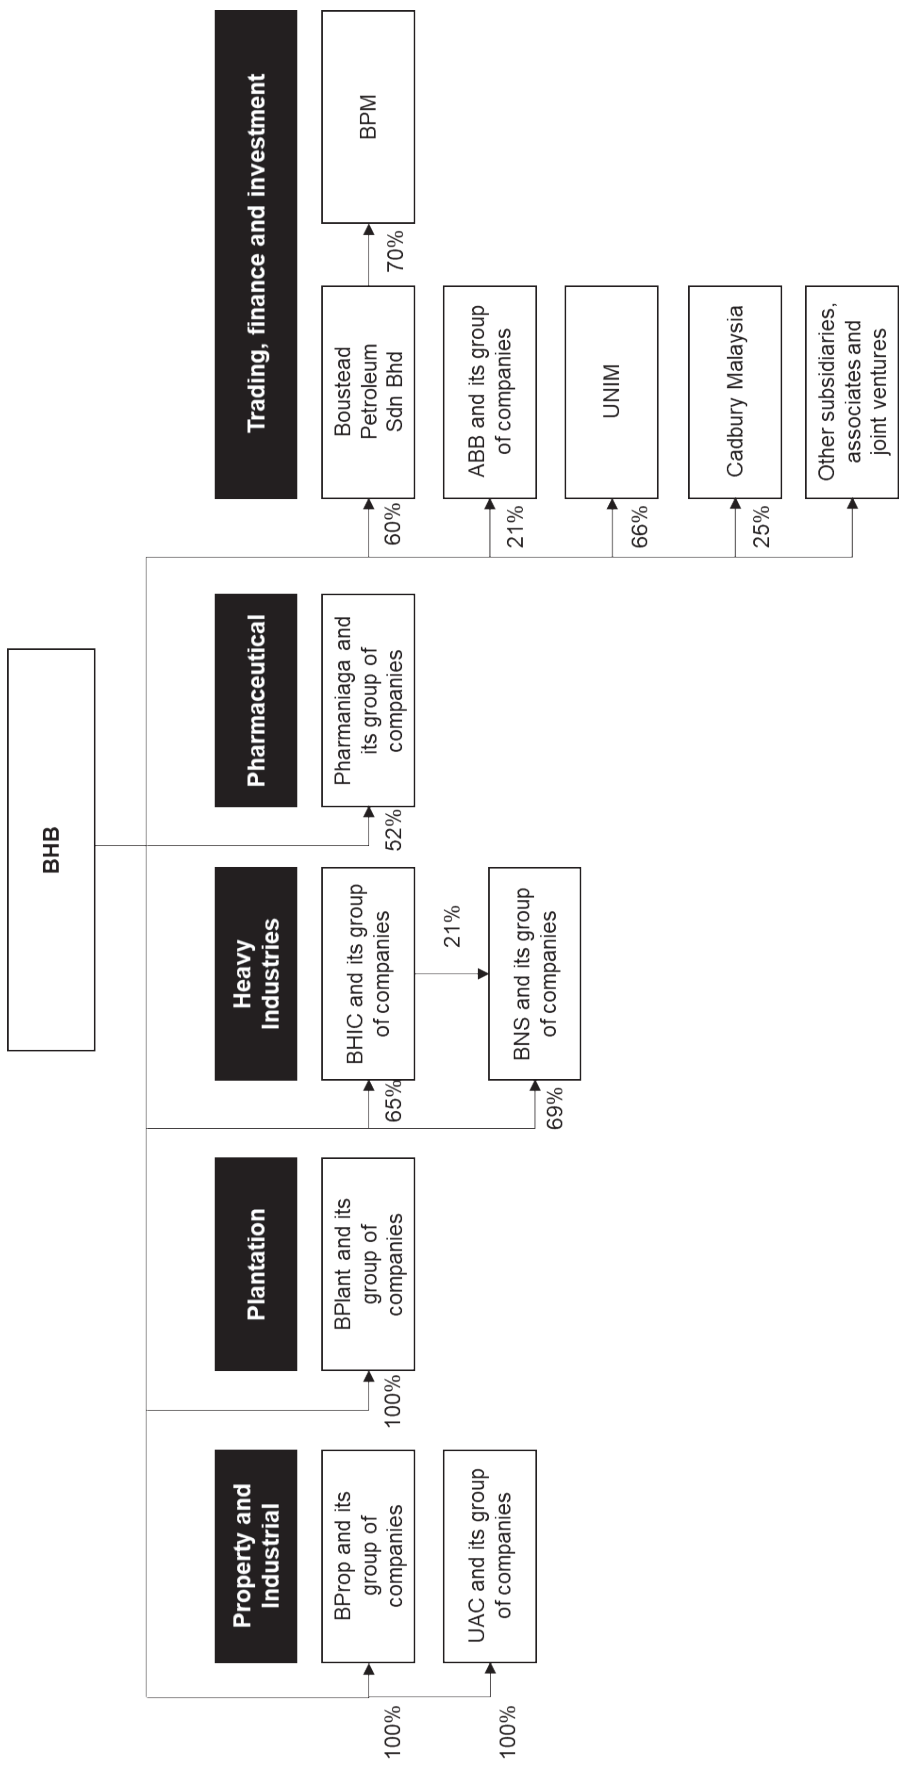 BHB
Property and
Industrial
BProp and its
group of
companies
100%
UAC and its group
of companies
100%
Plantation
BPlant and its
group of
companies
100%
Heavy
Industries
BHIC and its group
of companies
65%
21%
BNS and its group
of companies
69%
Pharmaceutical
Pharmaniaga and
its group of
companies
52%
Trading, finance and investment
Boustead
Petroleum
Sdn Bhd
60%
70%
BPM
ABB and its group
of companies
21%
UNIM
66%
Cadbury Malaysia
25%
Other subsidiaries,
associates and
joint ventures